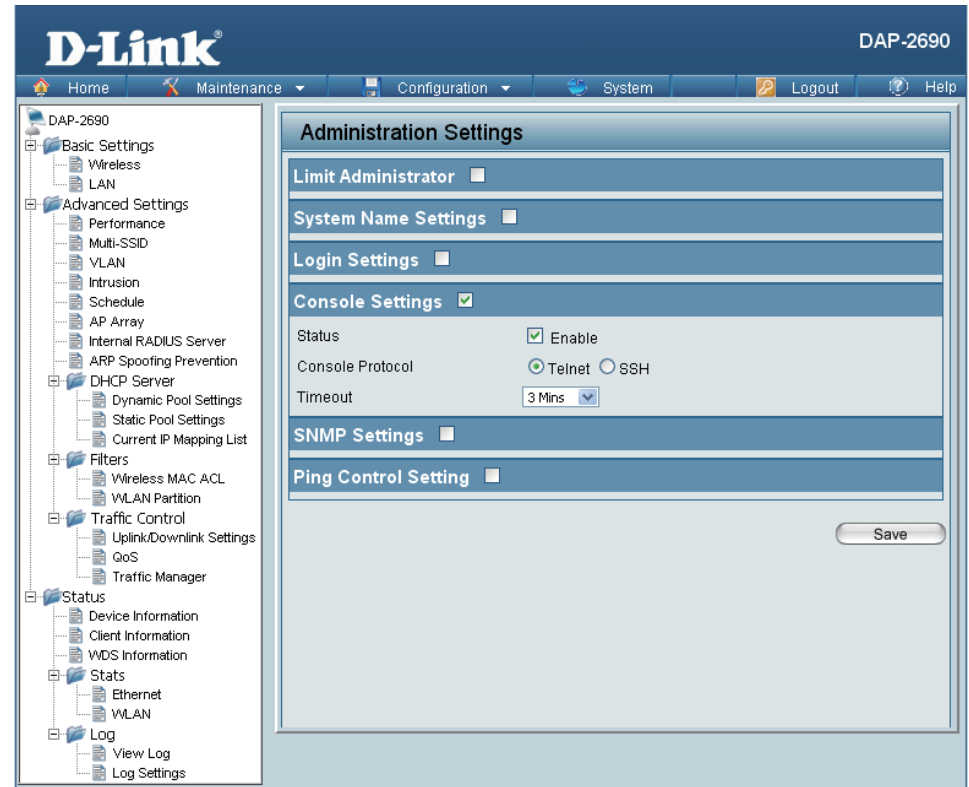 D-Link®
DAP-2690
Home Maintenance Configuration System Logout Help
DAP-2690
Basic Settings
Wireless
LAN
Advanced Settings
Performance
Multi-SSID
VLAN
Intrusion
Schedule
AP Array
Internal RADIUS Server
ARP Spoofing Prevention
DHCP Server
Dynamic Pool Settings
Static Pool Settings
Current IP Mapping List
Filters
Wireless MAC ACL
WLAN Partition
Traffic Control
Uplink/Downlink Settings
QoS
Traffic Manager
Status
Device Information
Client Information
WDS Information
Stats
Ethernet
WLAN
Log
View Log
Log Settings
Administration Settings
Limit Administrator
System Name Settings
Login Settings
Console Settings
Status Enable
Console Protocol Telnet SSH
Timeout 3 Mins
SNMP Settings
Ping Control Setting
Save